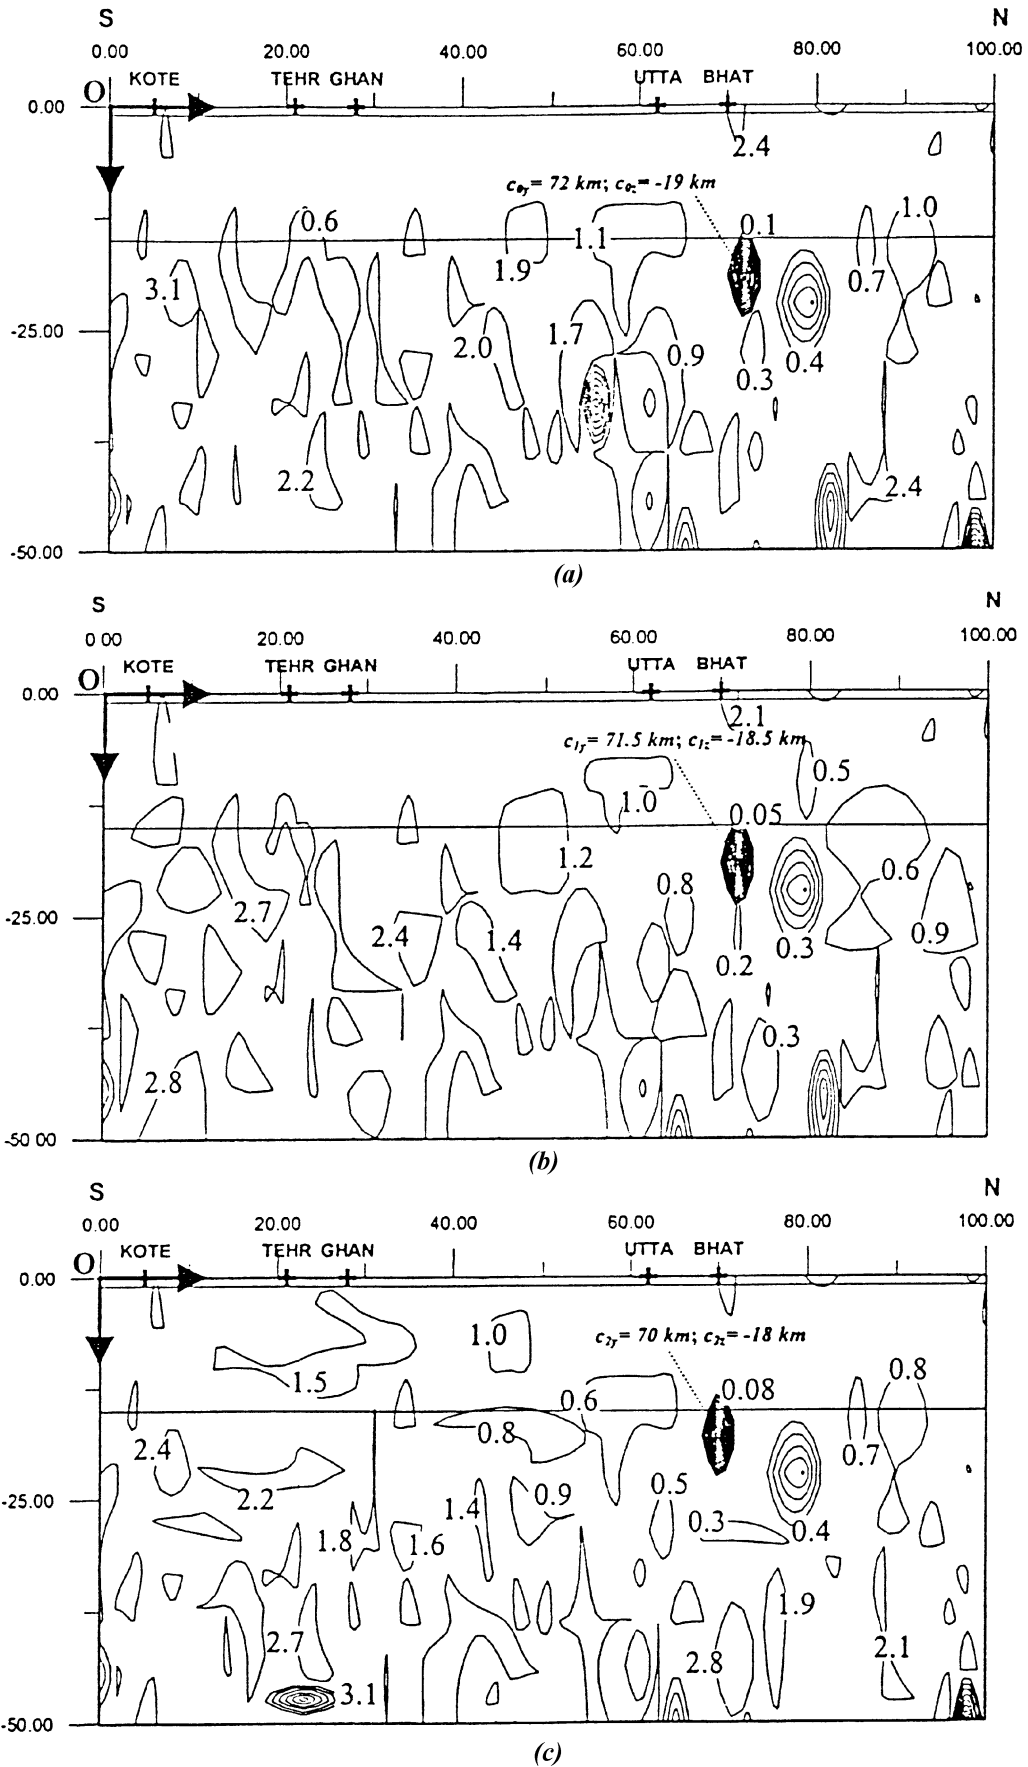 S N
0.00 20.00 40.00 60.00 80.00 100.00
KOTE TEHR GHAN UTTA BHAT
O
0.00
2.4
c₀y= 72 km; c₀z= -19 km
0.6 1.1 0.1 1.0
3.1 1.9 0.7
-25.00 2.0 1.7 0.9 0.3 0.4
2.2 2.4
-50.00
(a)
S N
0 00 20.00 40.00 60.00 80.00 100.00
KOTE TEHR GHAN UTTA BHAT
O
0.00
2.1
c₁y= 71.5 km; c₁z= -18.5 km
0.5
1.0 0.05
1.2 0.6
0.8
-25.00 2.7 2.4 1.4 0.2 0.3 0.9
0.3
2.8
-50 00
(b)
S N
0.00 20.00 40.00 60.00 80.00 100.00
KOTE TEHR GHAN UTTA BHAT
O
0.00
1.0 c₂y= 70 km; c₂z= -18 km
1.5 0.6 0.08 0.8
2.4 0.8 0.7
2.2 0.9 0.5
-25.00 1.4
1.8 1.6 0.3 0.4
1.9
2.7 2.8 2.1
3.1
-50.00
(c)